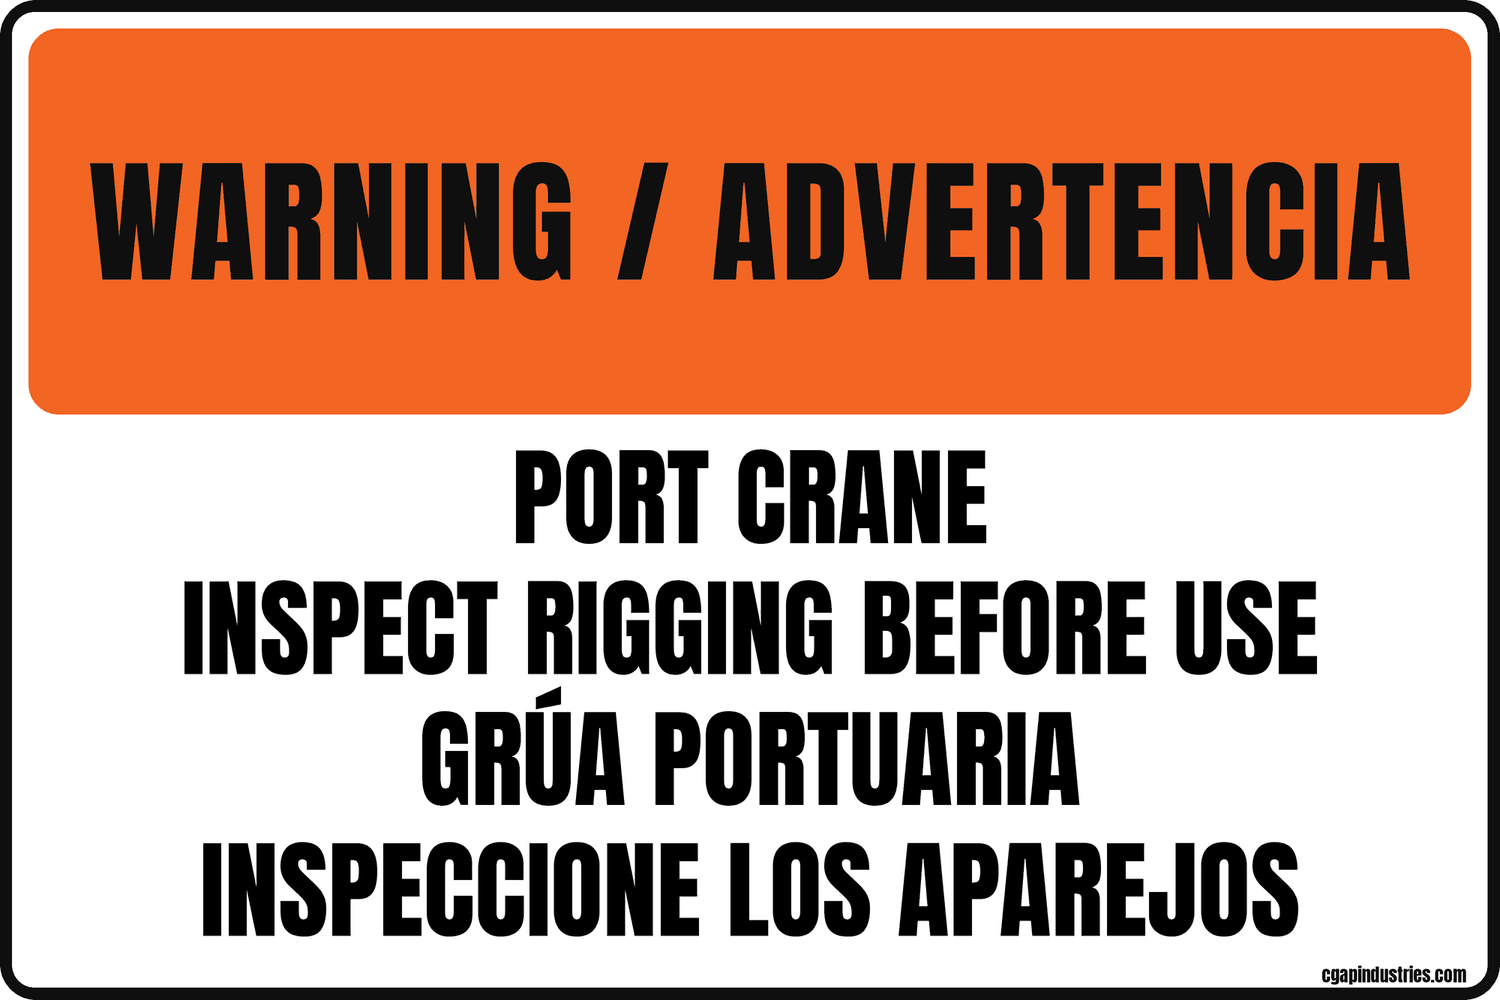 WARNING / ADVERTENCIA
PORT CRANE
INSPECT RIGGING BEFORE USE
GRÚA PORTUARIA
INSPECCIONE LOS APAREJOS
cgapindustries.com